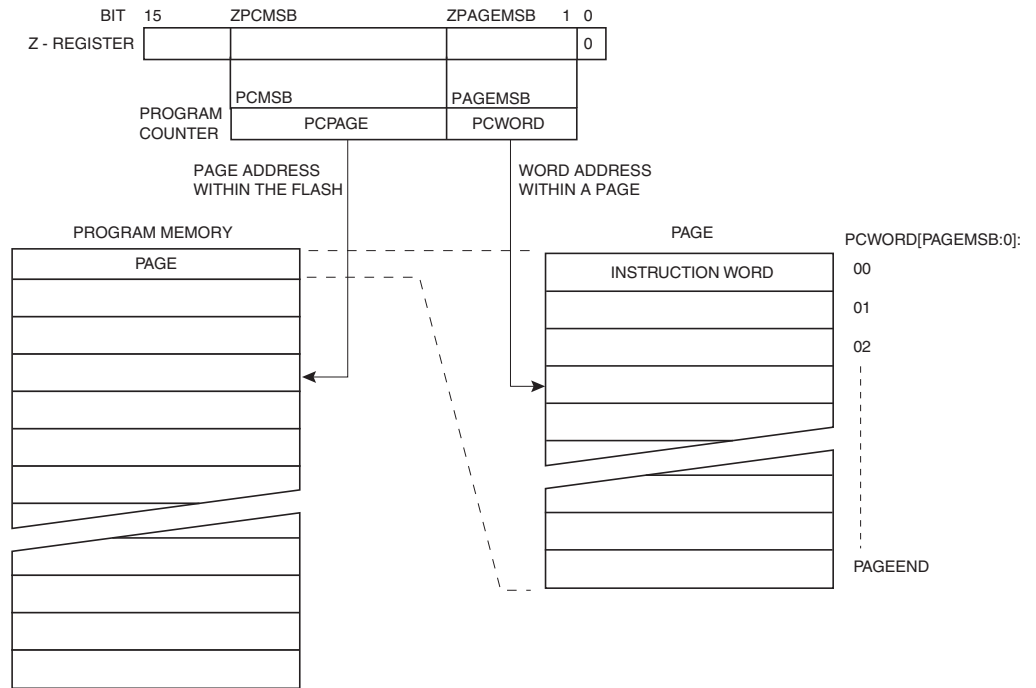 BIT 15 ZPCMSB ZPAGEMSB 1 0
Z - REGISTER 0
PCMSB PAGEMSB
PROGRAM
COUNTER
PCPAGE PCWORD
PAGE ADDRESS
WITHIN THE FLASH
WORD ADDRESS
WITHIN A PAGE
PROGRAM MEMORY
PAGE
PAGE
PCWORD[PAGEMSB:0]:
INSTRUCTION WORD
00
01
02
PAGEEND